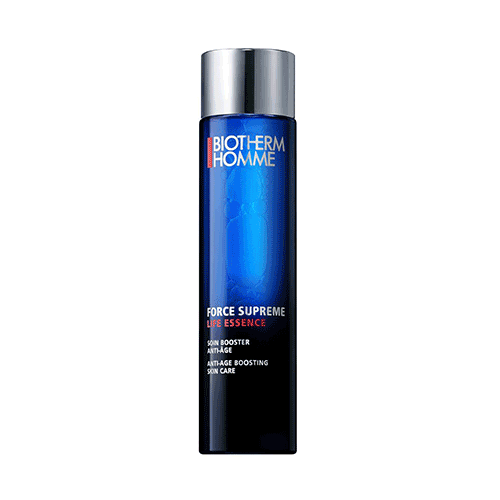 BIOTHERM
HOMME
FORCE SUPREME
LIFE ESSENCE
SOIN BOOSTER
ANTI-ÂGE
ANTI-AGE BOOSTING
SKIN CARE